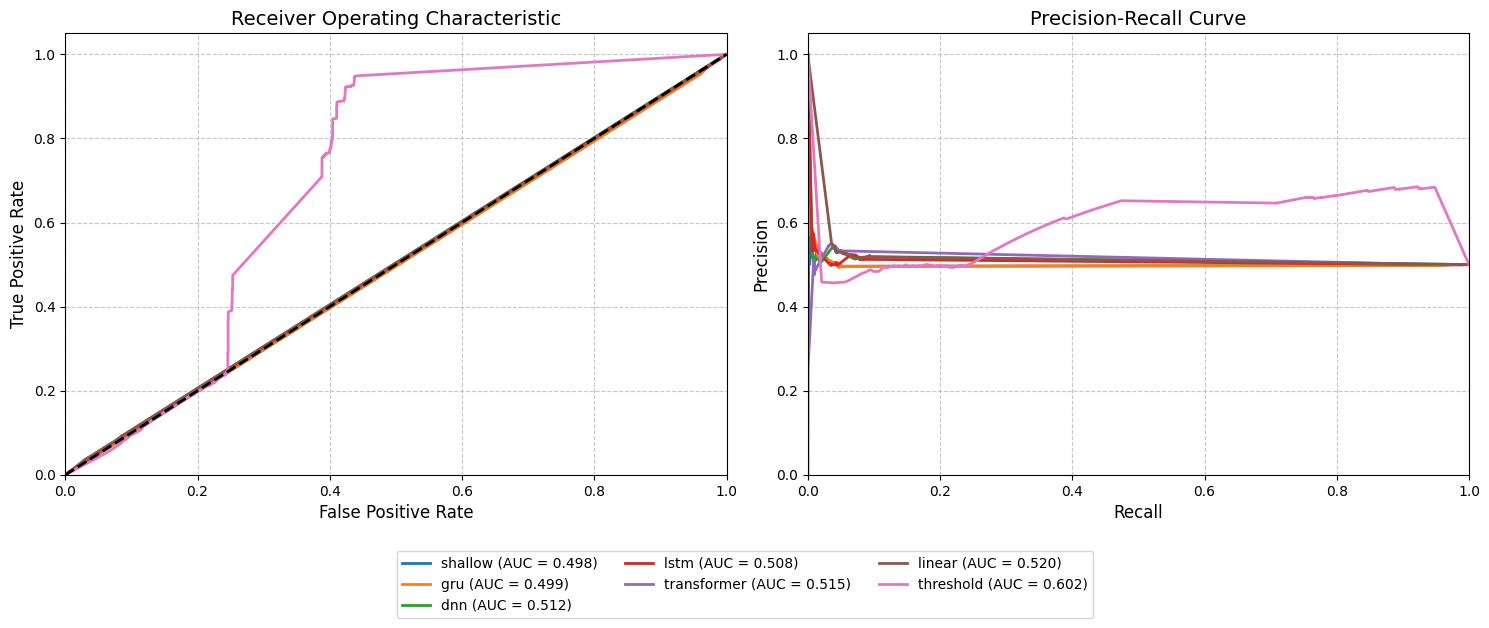 Receiver Operating Characteristic
1.0
0.8
0.6
0.4
0.2
0.0
True Positive Rate
0.0 0.2 0.4 0.6 0.8 1.0
False Positive Rate
Precision-Recall Curve
1.0
0.8
0.6
0.4
0.2
0.0
Precision
0.0 0.2 0.4 0.6 0.8 1.0
Recall
shallow (AUC = 0.498)
gru (AUC = 0.499)
dnn (AUC = 0.512)
lstm (AUC = 0.508)
transformer (AUC = 0.515)
linear (AUC = 0.520)
threshold (AUC = 0.602)